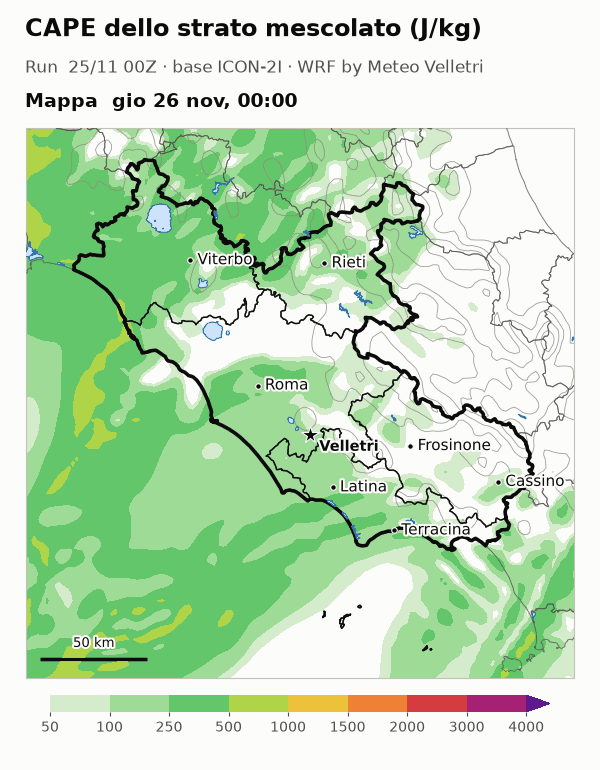 CAPE dello strato mescolato (J/kg)
Run  25/11 00Z · base ICON-2I · WRF by Meteo Velletri
Mappa  gio 26 nov, 00:00
Viterbo
Rieti
Roma
Velletri
Frosinone
Latina
Cassino
Terracina
50 km
50 100 250 500 1000 1500 2000 3000 4000